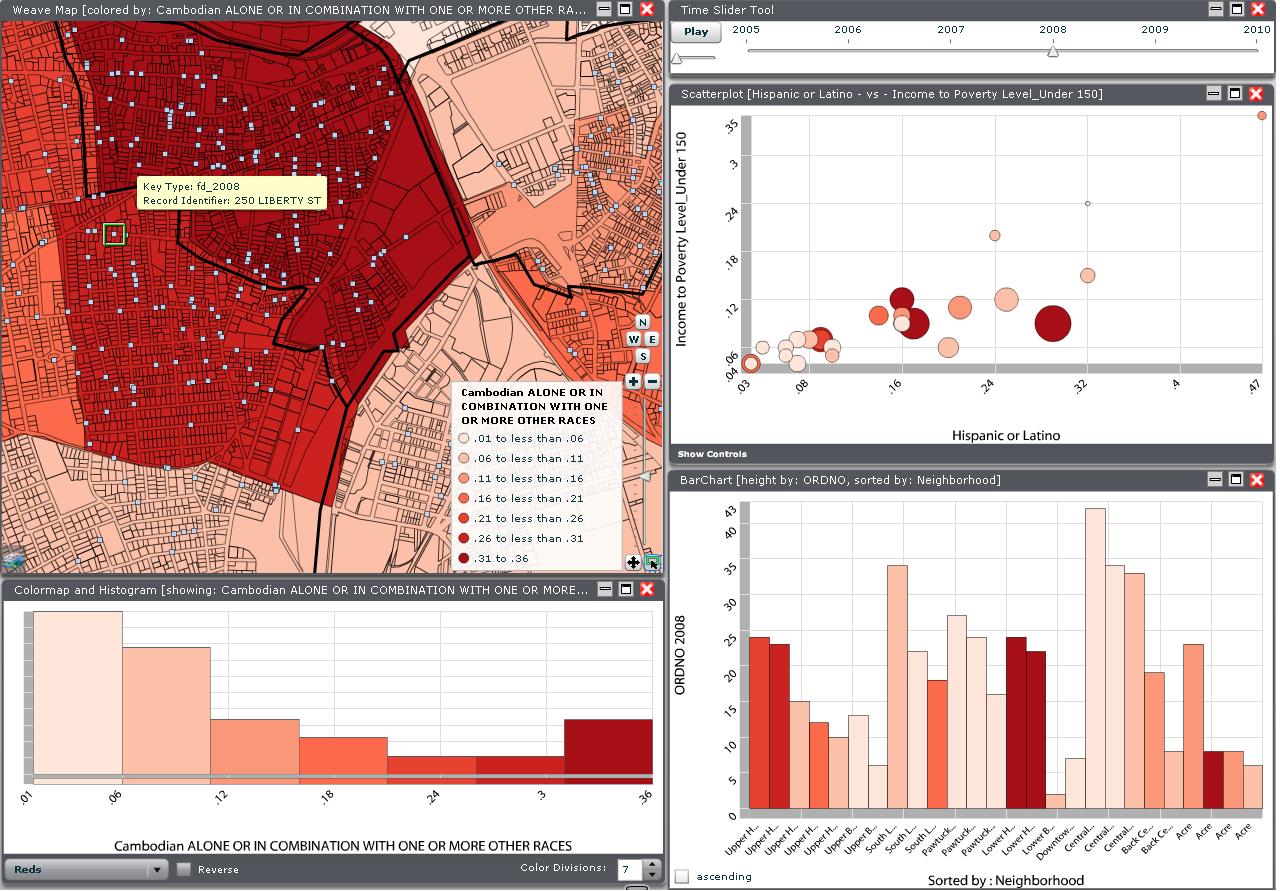 Weave Map [colored by: Cambodian ALONE OR IN COMBINATION WITH ONE OR MORE OTHER RA...
Key Type: fd_2008
Record Identifier: 250 LIBERTY ST
N
W E
S
Cambodian ALONE OR IN
COMBINATION WITH ONE
OR MORE OTHER RACES
.01 to less than .06
.06 to less than .11
.11 to less than .16
.16 to less than .21
.21 to less than .26
.26 to less than .31
.31 to .36
Colormap and Histogram [showing: Cambodian ALONE OR IN COMBINATION WITH ONE OR MORE...
.01 .06 .12 .18 .24 .3 .36
Cambodian ALONE OR IN COMBINATION WITH ONE OR MORE OTHER RACES
Reds
Reverse
Color Divisions: 7
Time Slider Tool
Play
2005 2006 2007 2008 2009 2010
Scatterplot [Hispanic or Latino - vs - Income to Poverty Level_Under 150]
Income to Poverty Level_Under 150
.35
.3
.24
.18
.12
.06
.04
.03 .08 .16 .24 .32 .4 .47
Hispanic or Latino
Show Controls
BarChart [height by: ORDNO, sorted by: Neighborhood]
ORDNO 2008
43
40
35
30
25
20
15
10
5
0
Upper H... Upper H... Upper H... Upper H... Upper H... Upper B... Upper B... South L... South L... South L... Pawtuck... Pawtuck... Pawtuck... Lower H... Lower H... Lower B... Downtow... Central... Central... Central... Back Ce... Back Ce... Acre Acre Acre Acre
ascending
Sorted by : Neighborhood